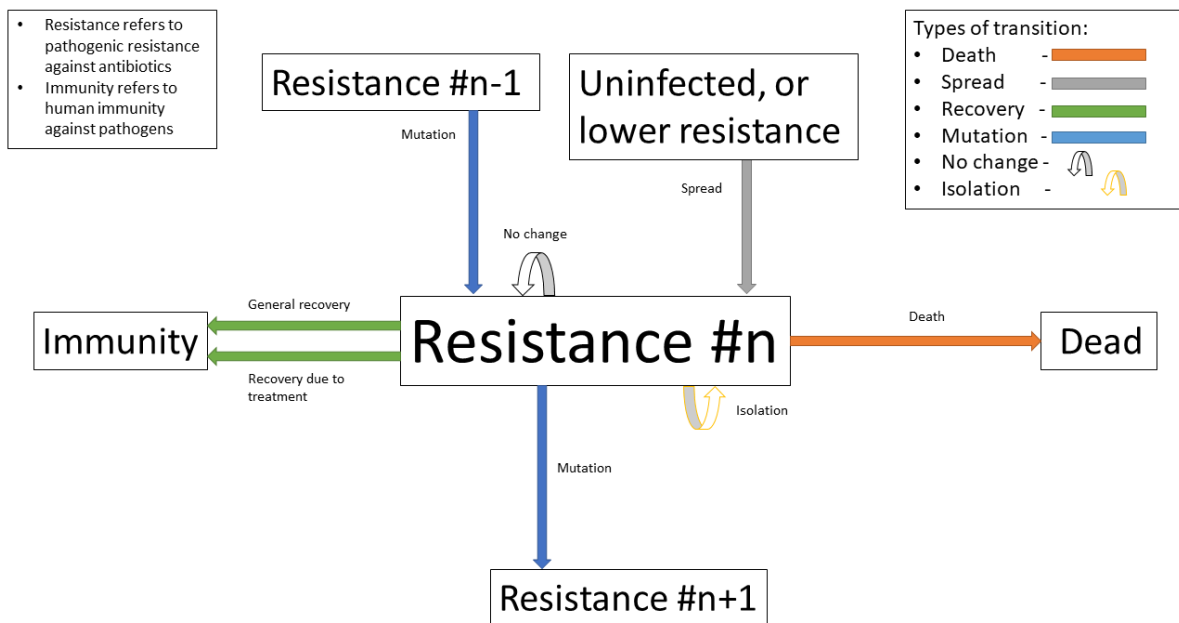 • Resistance refers to
pathogenic resistance
against antibiotics
• Immunity refers to
human immunity
against pathogens
Resistance #n-1
Uninfected, or
lower resistance
Types of transition:
• Death -
• Spread -
• Recovery -
• Mutation -
• No change -
• Isolation -
Mutation
Spread
No change
General recovery
Immunity
Resistance #n
Death
Dead
Recovery due to
treatment
Isolation
Mutation
Resistance #n+1